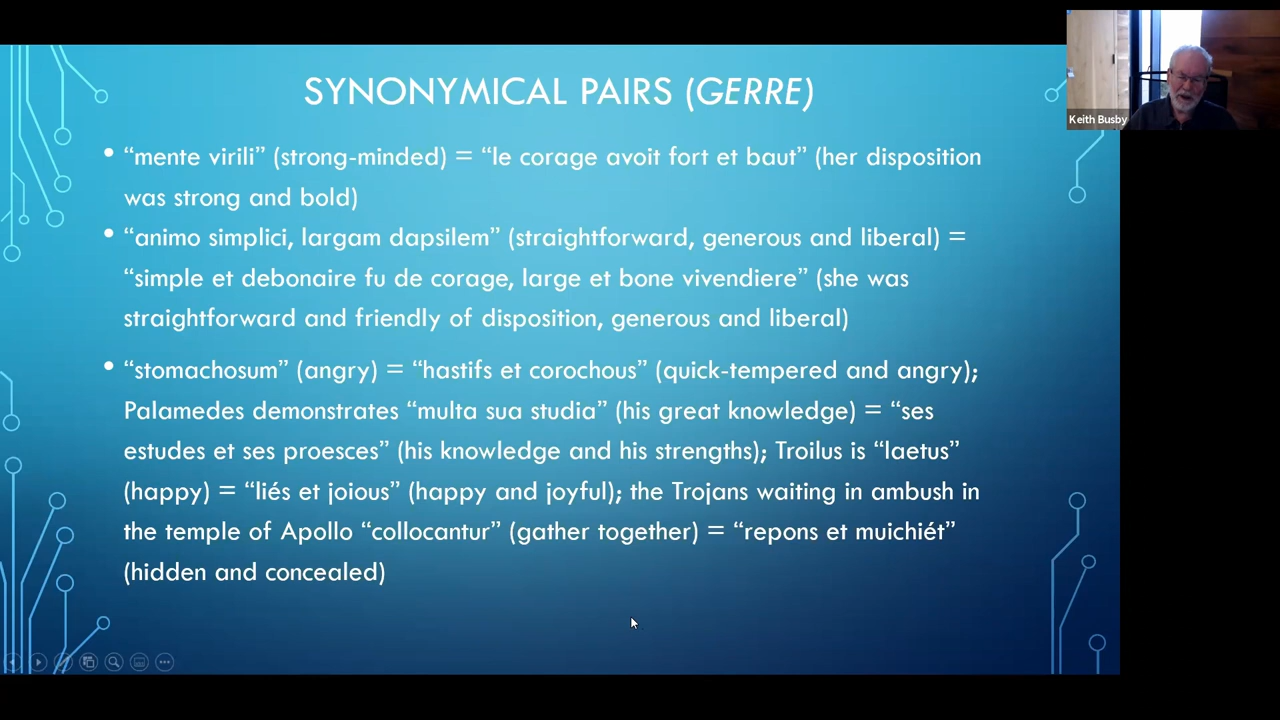 SYNONYMICAL PAIRS (GERRE)
Keith Busby
• “mente virili” (strong-minded) = “le corage avoit fort et baut” (her disposition
was strong and bold)
• “animo simplici, largam dapsilem” (straightforward, generous and liberal) =
“simple et debonaire fu de corage, large et bone vivendiere” (she was
straightforward and friendly of disposition, generous and liberal)
• “stomachosum” (angry) = “hastifs et corochous” (quick-tempered and angry);
Palamedes demonstrates “multa sua studia” (his great knowledge) = “ses
estudes et ses proesces” (his knowledge and his strengths); Troilus is “laetus”
(happy) = “liés et joious” (happy and joyful); the Trojans waiting in ambush in
the temple of Apollo “collocantur” (gather together) = “repons et muichiét”
(hidden and concealed)